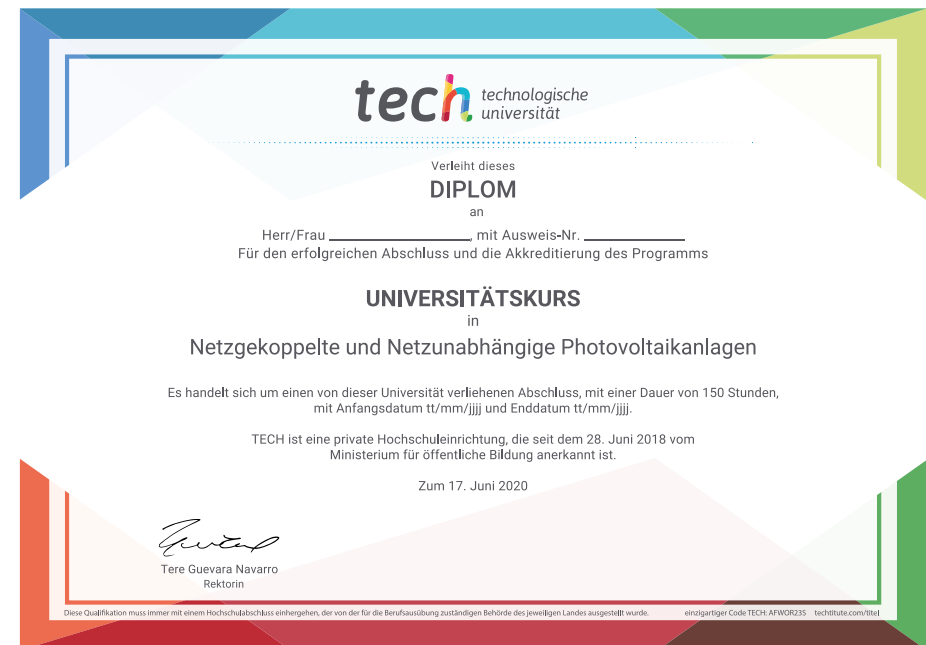 tech technologische
universität
Verleiht dieses
DIPLOM
an
Herr/Frau ____________, mit Ausweis-Nr. ____________
Für den erfolgreichen Abschluss und die Akkreditierung des Programms
UNIVERSITÄTSKURS
in
Netzgekoppelte und Netzunabhängige Photovoltaikanlagen
Es handelt sich um einen von dieser Universität verliehenen Abschluss, mit einer Dauer von 150 Stunden,
mit Anfangsdatum tt/mm/jjjj und Enddatum tt/mm/jjjj.
TECH ist eine private Hochschuleinrichtung, die seit dem 28. Juni 2018 vom
Ministerium für öffentliche Bildung anerkannt ist.
Zum 17. Juni 2020
Tere Guevara Navarro
Rektorin
Diese Qualifikation muss immer mit einem Hochschulabschluss einhergehen, der von der für die Berufsausübung zuständigen Behörde des jeweiligen Landes ausgestellt wurde. einzigartiger Code TECH: AFWOR235 techtitute.com/titel